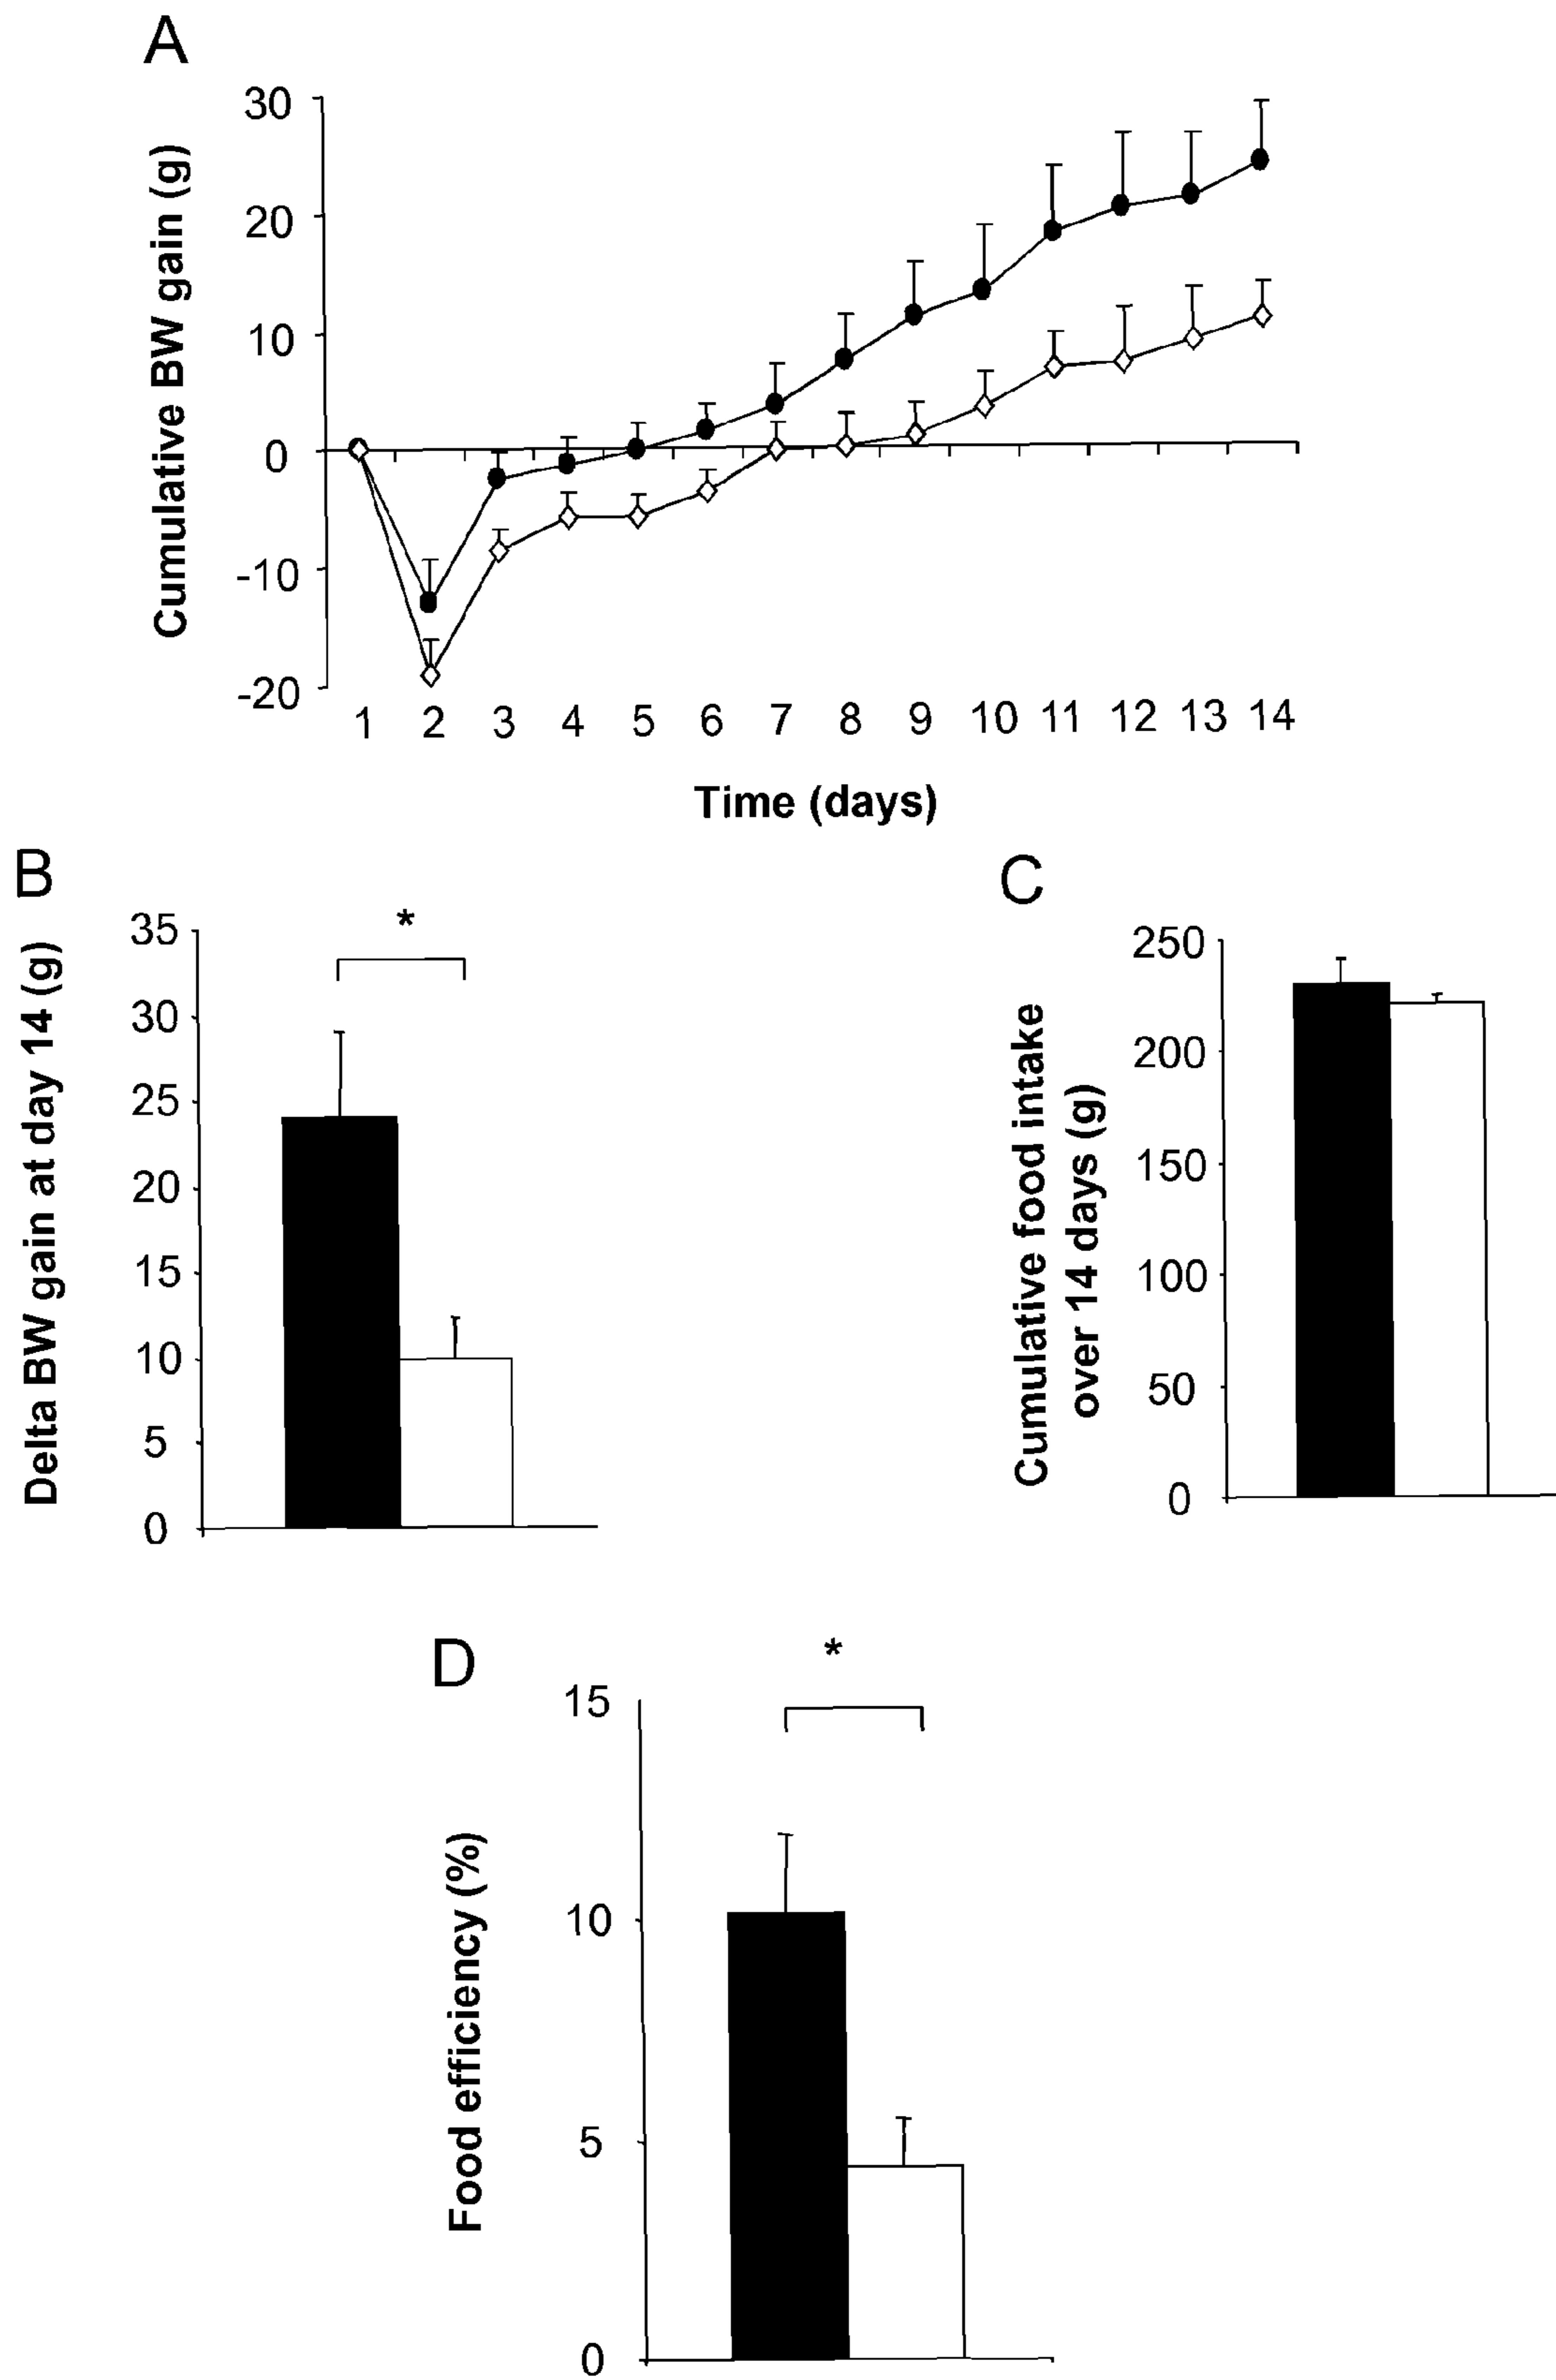 A
Cumulative BW gain (g)
30
20
10
0
-10
-20
1 2 3 4 5 6 7 8 9 10 11 12 13 14
Time (days)
B
Delta BW gain at day 14 (g)
35
30
25
20
15
10
5
0
*
C
Cumulative food intake
over 14 days (g)
250
200
150
100
50
0
D
Food efficiency (%)
15
10
5
0
*